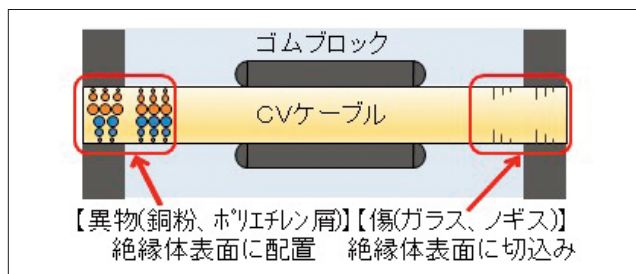 ゴムブロック
CVケーブル
【異物(銅粉、ポリエチレン屑)】【傷(ガラス、ノギス)】
絶縁体表面に配置 絶縁体表面に切込み